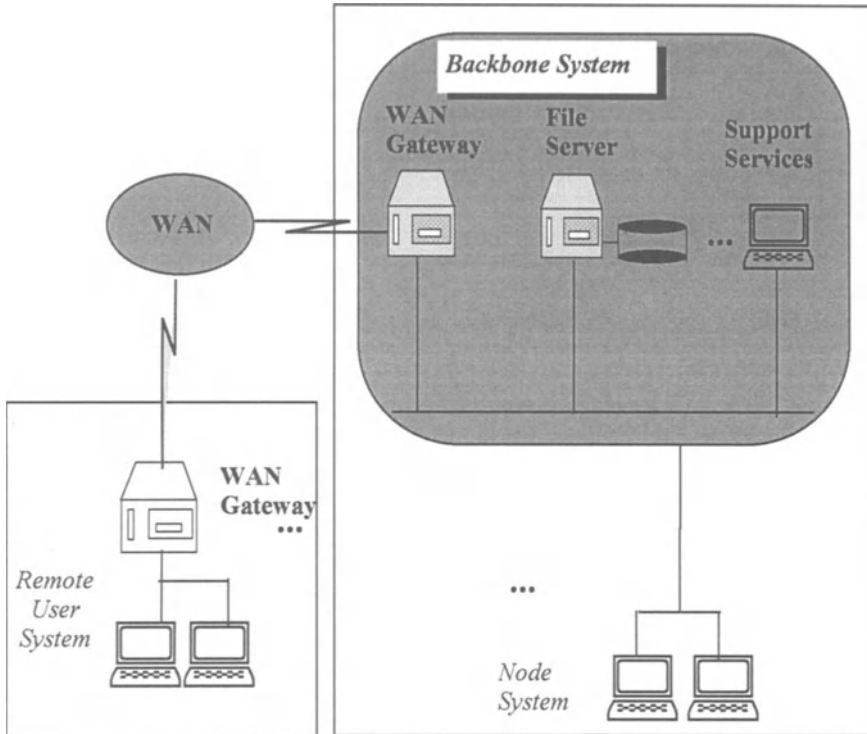 Backbone System
WAN
Gateway
File
Server
Support
Services
...
WAN
WAN
Gateway
...
Remote
User
System
...
Node
System